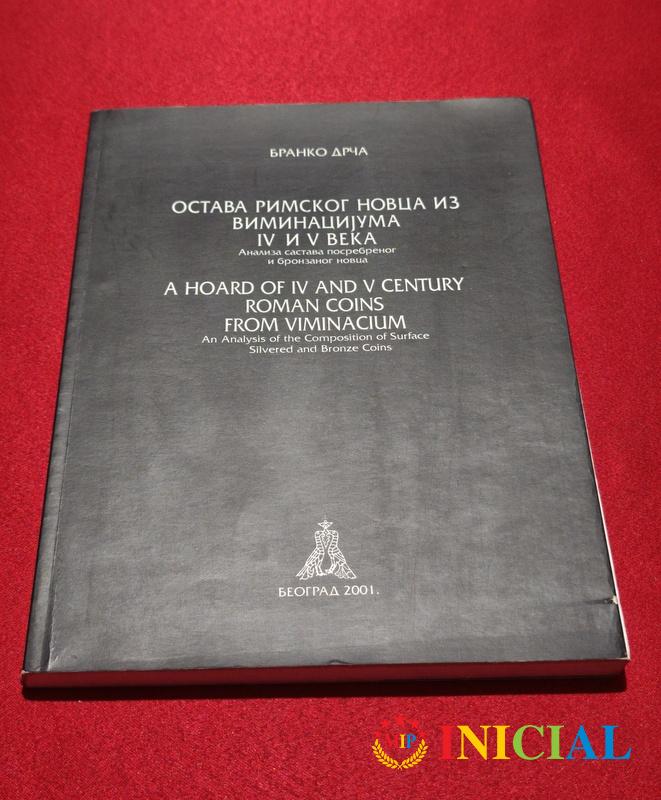 БРАНКО ДРЧА
ОСТАВА РИМСКОГ НОВЦА ИЗ
ВИМИНАЦИЈУМА
IV И V ВЕКА
Анализа састава посребреног
и бронзаног новца
A HOARD OF IV AND V CENTURY
ROMAN COINS
FROM VIMINACIUM
An Analysis of the Composition of Surface
Silvered and Bronze Coins
БЕОГРАД 2001.
VIP INICIAL